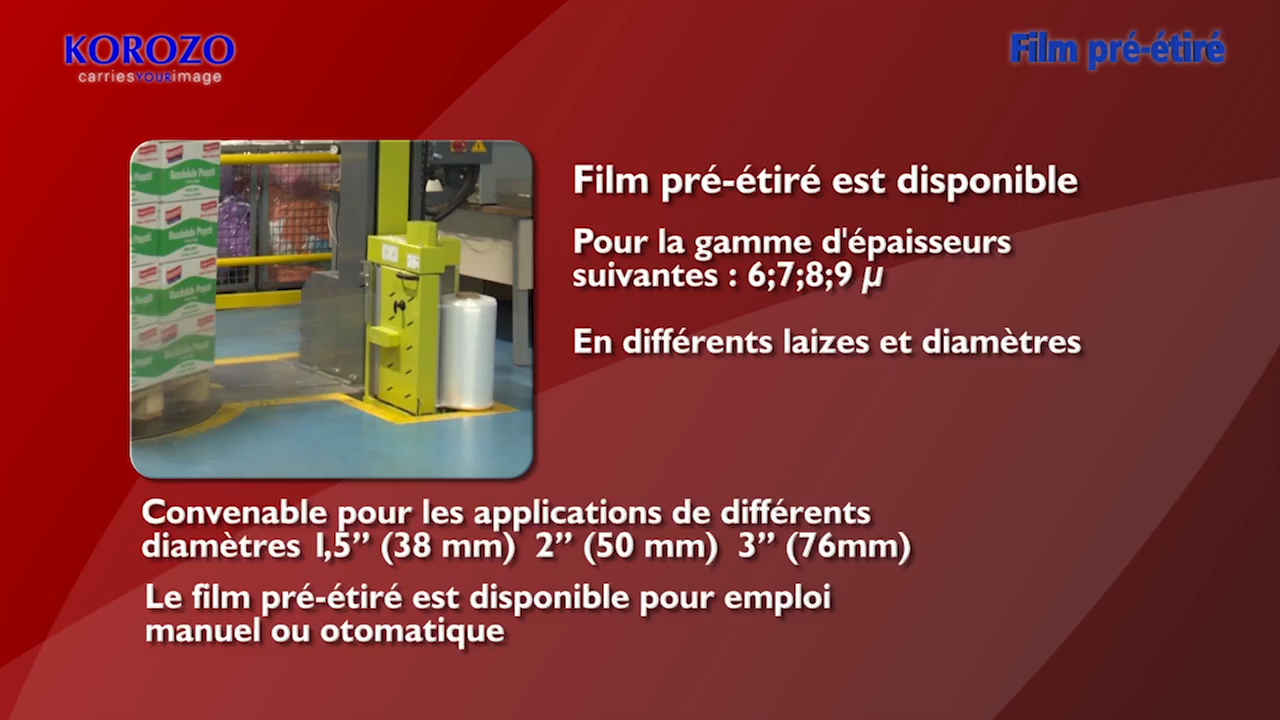 KOROZO
carriesYOURimage
Film pré-étiré
Film pré-étiré est disponible
Pour la gamme d'épaisseurs
suivantes : 6;7;8;9 µ
En différents laizes et diamètres
Convenable pour les applications de différents
diamètres 1,5’’ (38 mm) 2’’ (50 mm) 3’’ (76mm)
Le film pré-étiré est disponible pour emploi
manuel ou otomatique